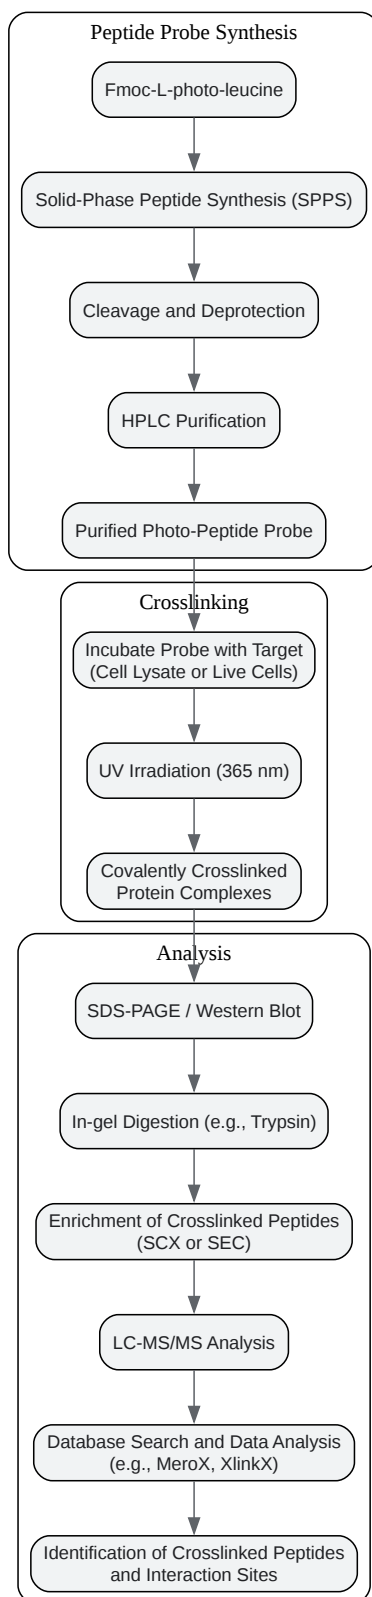 Peptide Probe Synthesis
Fmoc-L-photo-leucine
Solid-Phase Peptide Synthesis (SPPS)
Cleavage and Deprotection
HPLC Purification
Purified Photo-Peptide Probe
Crosslinking
Incubate Probe with Target
(Cell Lysate or Live Cells)
UV Irradiation (365 nm)
Covalently Crosslinked
Protein Complexes
Analysis
SDS-PAGE / Western Blot
In-gel Digestion (e.g., Trypsin)
Enrichment of Crosslinked Peptides
(SCX or SEC)
LC-MS/MS Analysis
Database Search and Data Analysis
(e.g., MeroX, XlinkX)
Identification of Crosslinked Peptides
and Interaction Sites